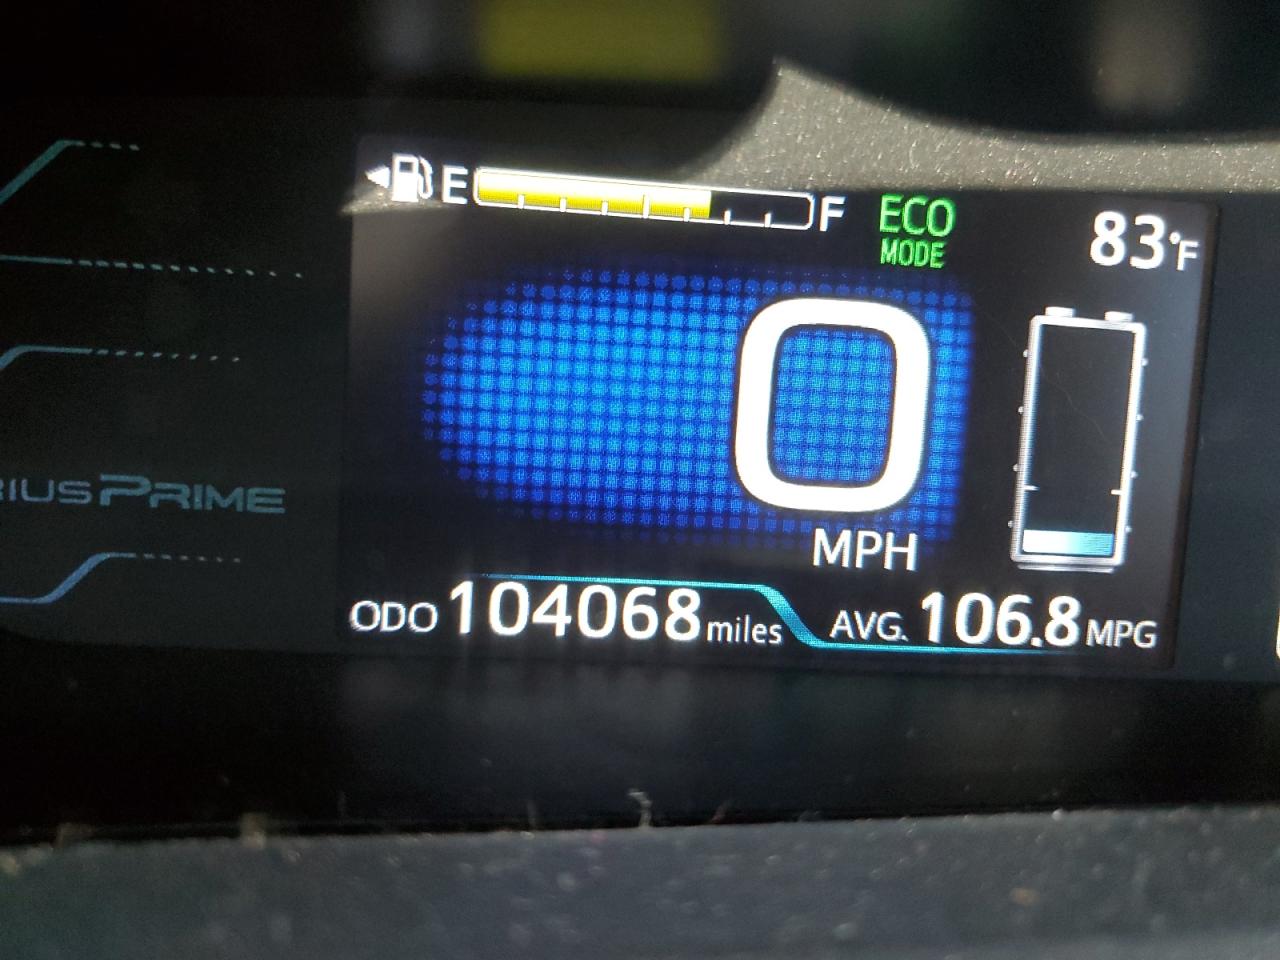 E F
ECO
MODE
83°F
0
MPH
RIUS PRIME
ODO 104068 miles
AVG. 106.8 MPG